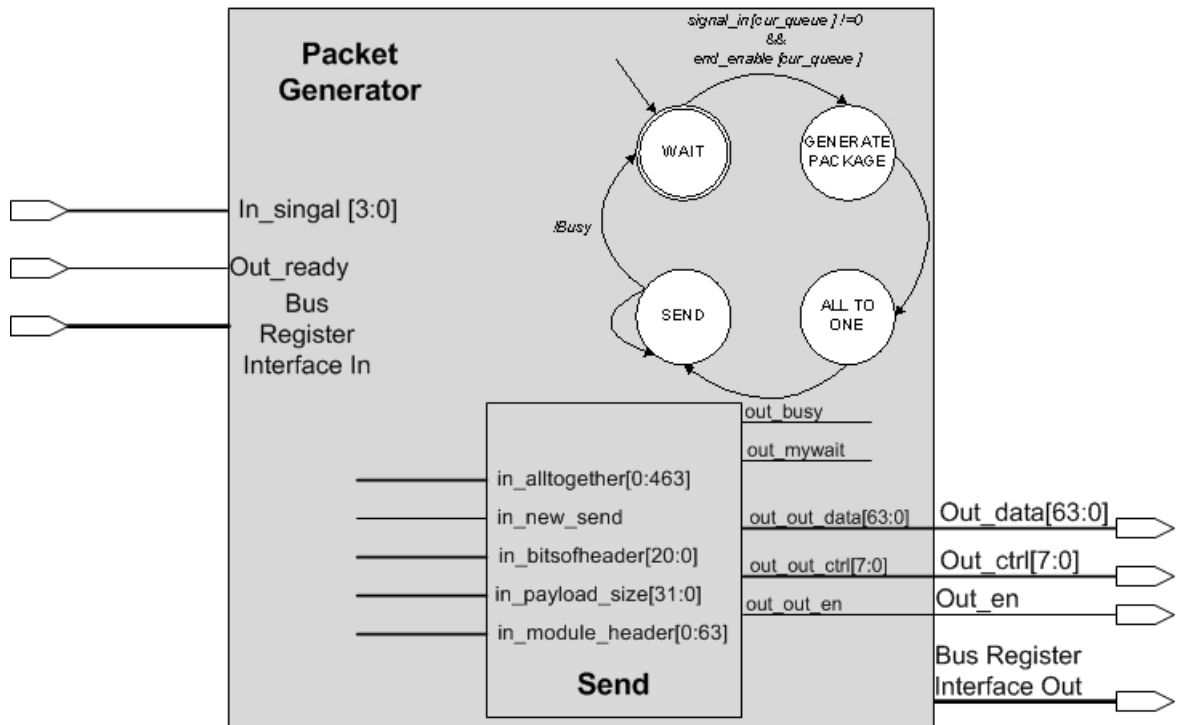 signal_in[cur_queue ] !=0
&&
end_enable [cur_queue ]
Packet
Generator
WAIT
GENERATE
PACKAGE
In_singal [3:0]
!Busy
Out_ready
Bus
Register
Interface In
SEND
ALL TO
ONE
out_busy
out_mywait
in_alltogether[0:463]
in_new_send
out_out_data[63:0]
Out_data[63:0]
in_bitsofheader[20:0]
out_out_ctrl[7:0]
Out_ctrl[7:0]
in_payload_size[31:0]
out_out_en
Out_en
in_module_header[0:63]
Send
Bus Register
Interface Out